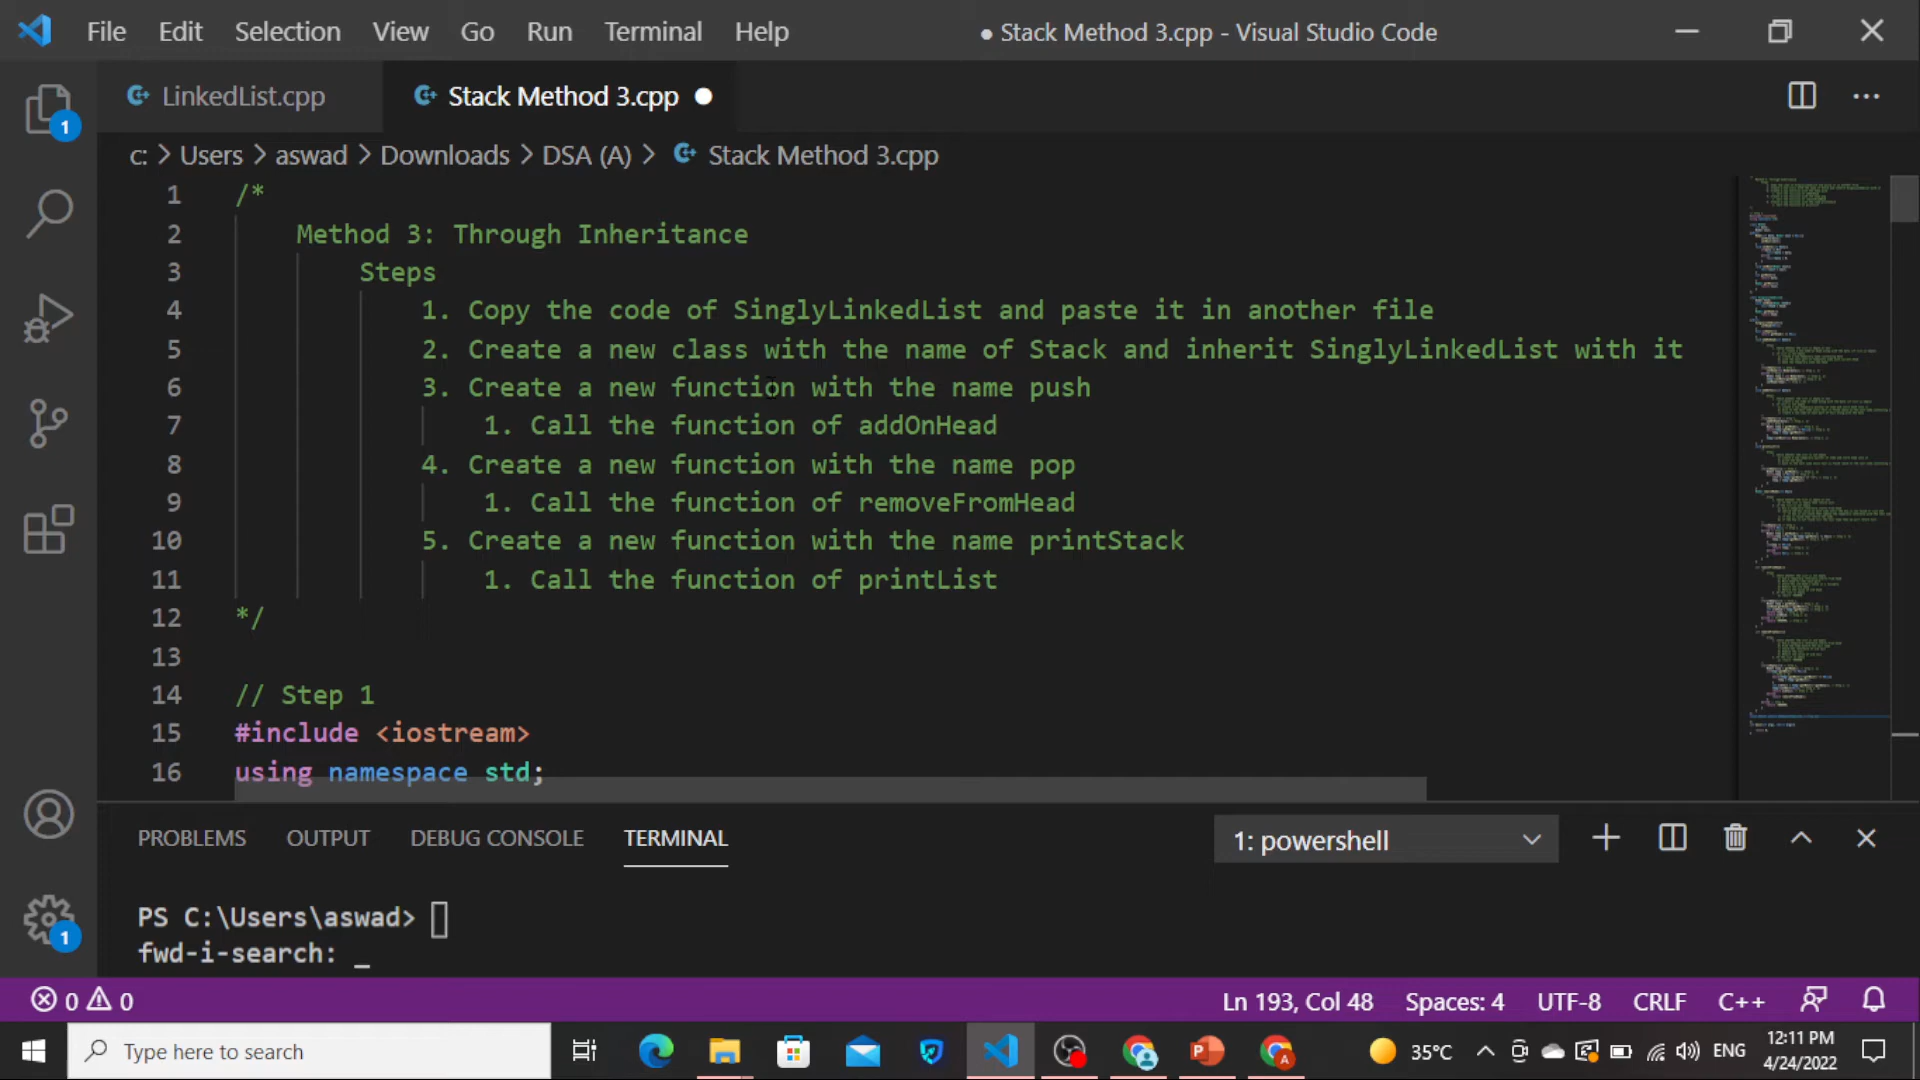 File Edit Selection View Go Run Terminal Help ● Stack Method 3.cpp - Visual Studio Code
LinkedList.cpp Stack Method 3.cpp ●
c: > Users > aswad > Downloads > DSA (A) > Stack Method 3.cpp
1 /*
2 Method 3: Through Inheritance
3 Steps
4 1. Copy the code of SinglyLinkedList and paste it in another file
5 2. Create a new class with the name of Stack and inherit SinglyLinkedList with it
6 3. Create a new function with the name push
7 1. Call the function of addOnHead
8 4. Create a new function with the name pop
9 1. Call the function of removeFromHead
10 5. Create a new function with the name printStack
11 1. Call the function of printList
12 */
13
14 // Step 1
15 #include <iostream>
16 using namespace std;
PROBLEMS OUTPUT DEBUG CONSOLE TERMINAL 1: powershell
PS C:\Users\aswad>
fwd-i-search: _
0 0 Ln 193, Col 48 Spaces: 4 UTF-8 CRLF C++
Type here to search 35°C ENG 12:11 PM
4/24/2022
1
1